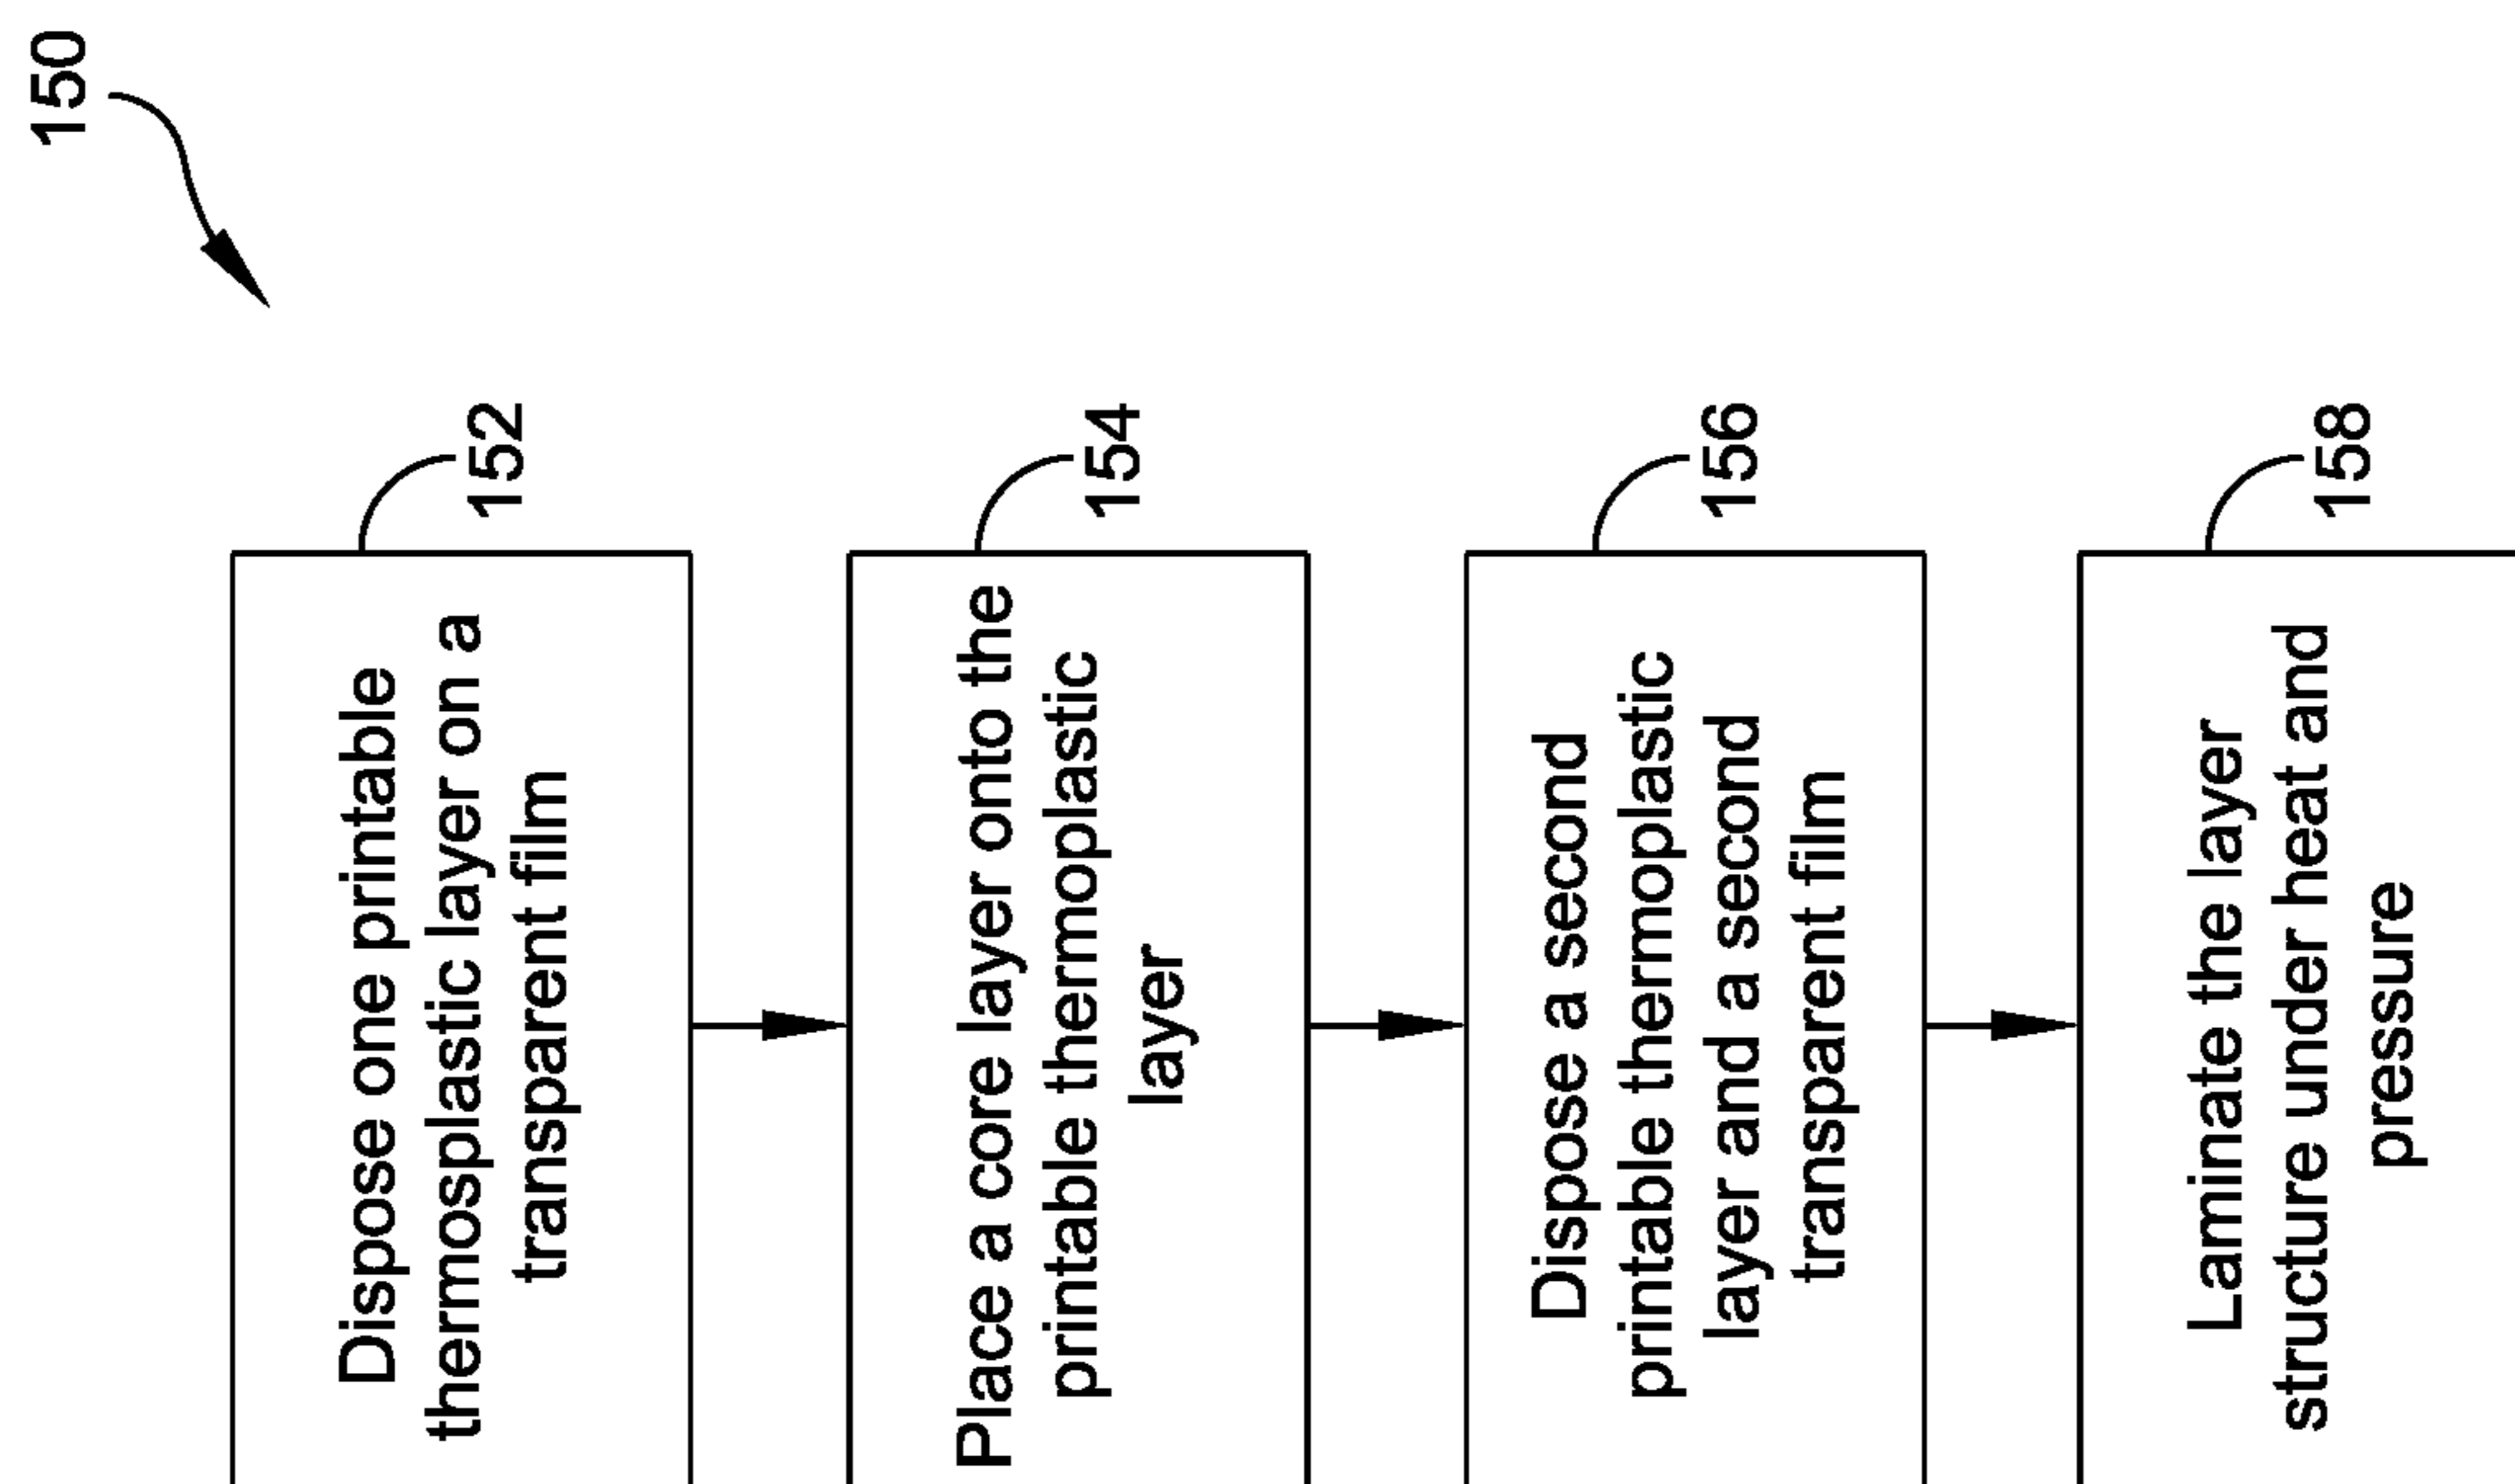 150
Dispose one printable
thermosplastic layer on a
transparent film
152
Place a core layer onto the
printable thermoplastic
layer
154
Dispose a second
printable thermoplastic
layer and a second
transparent film
156
Laminate the layer
structure under heat and
pressure
158